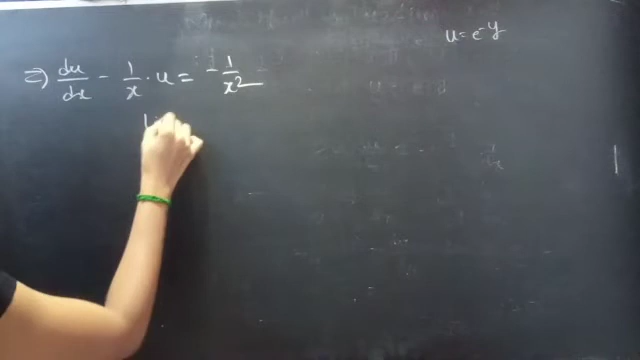 u = e^-y
⇒) du/dx - 1/x · u = - 1/x²